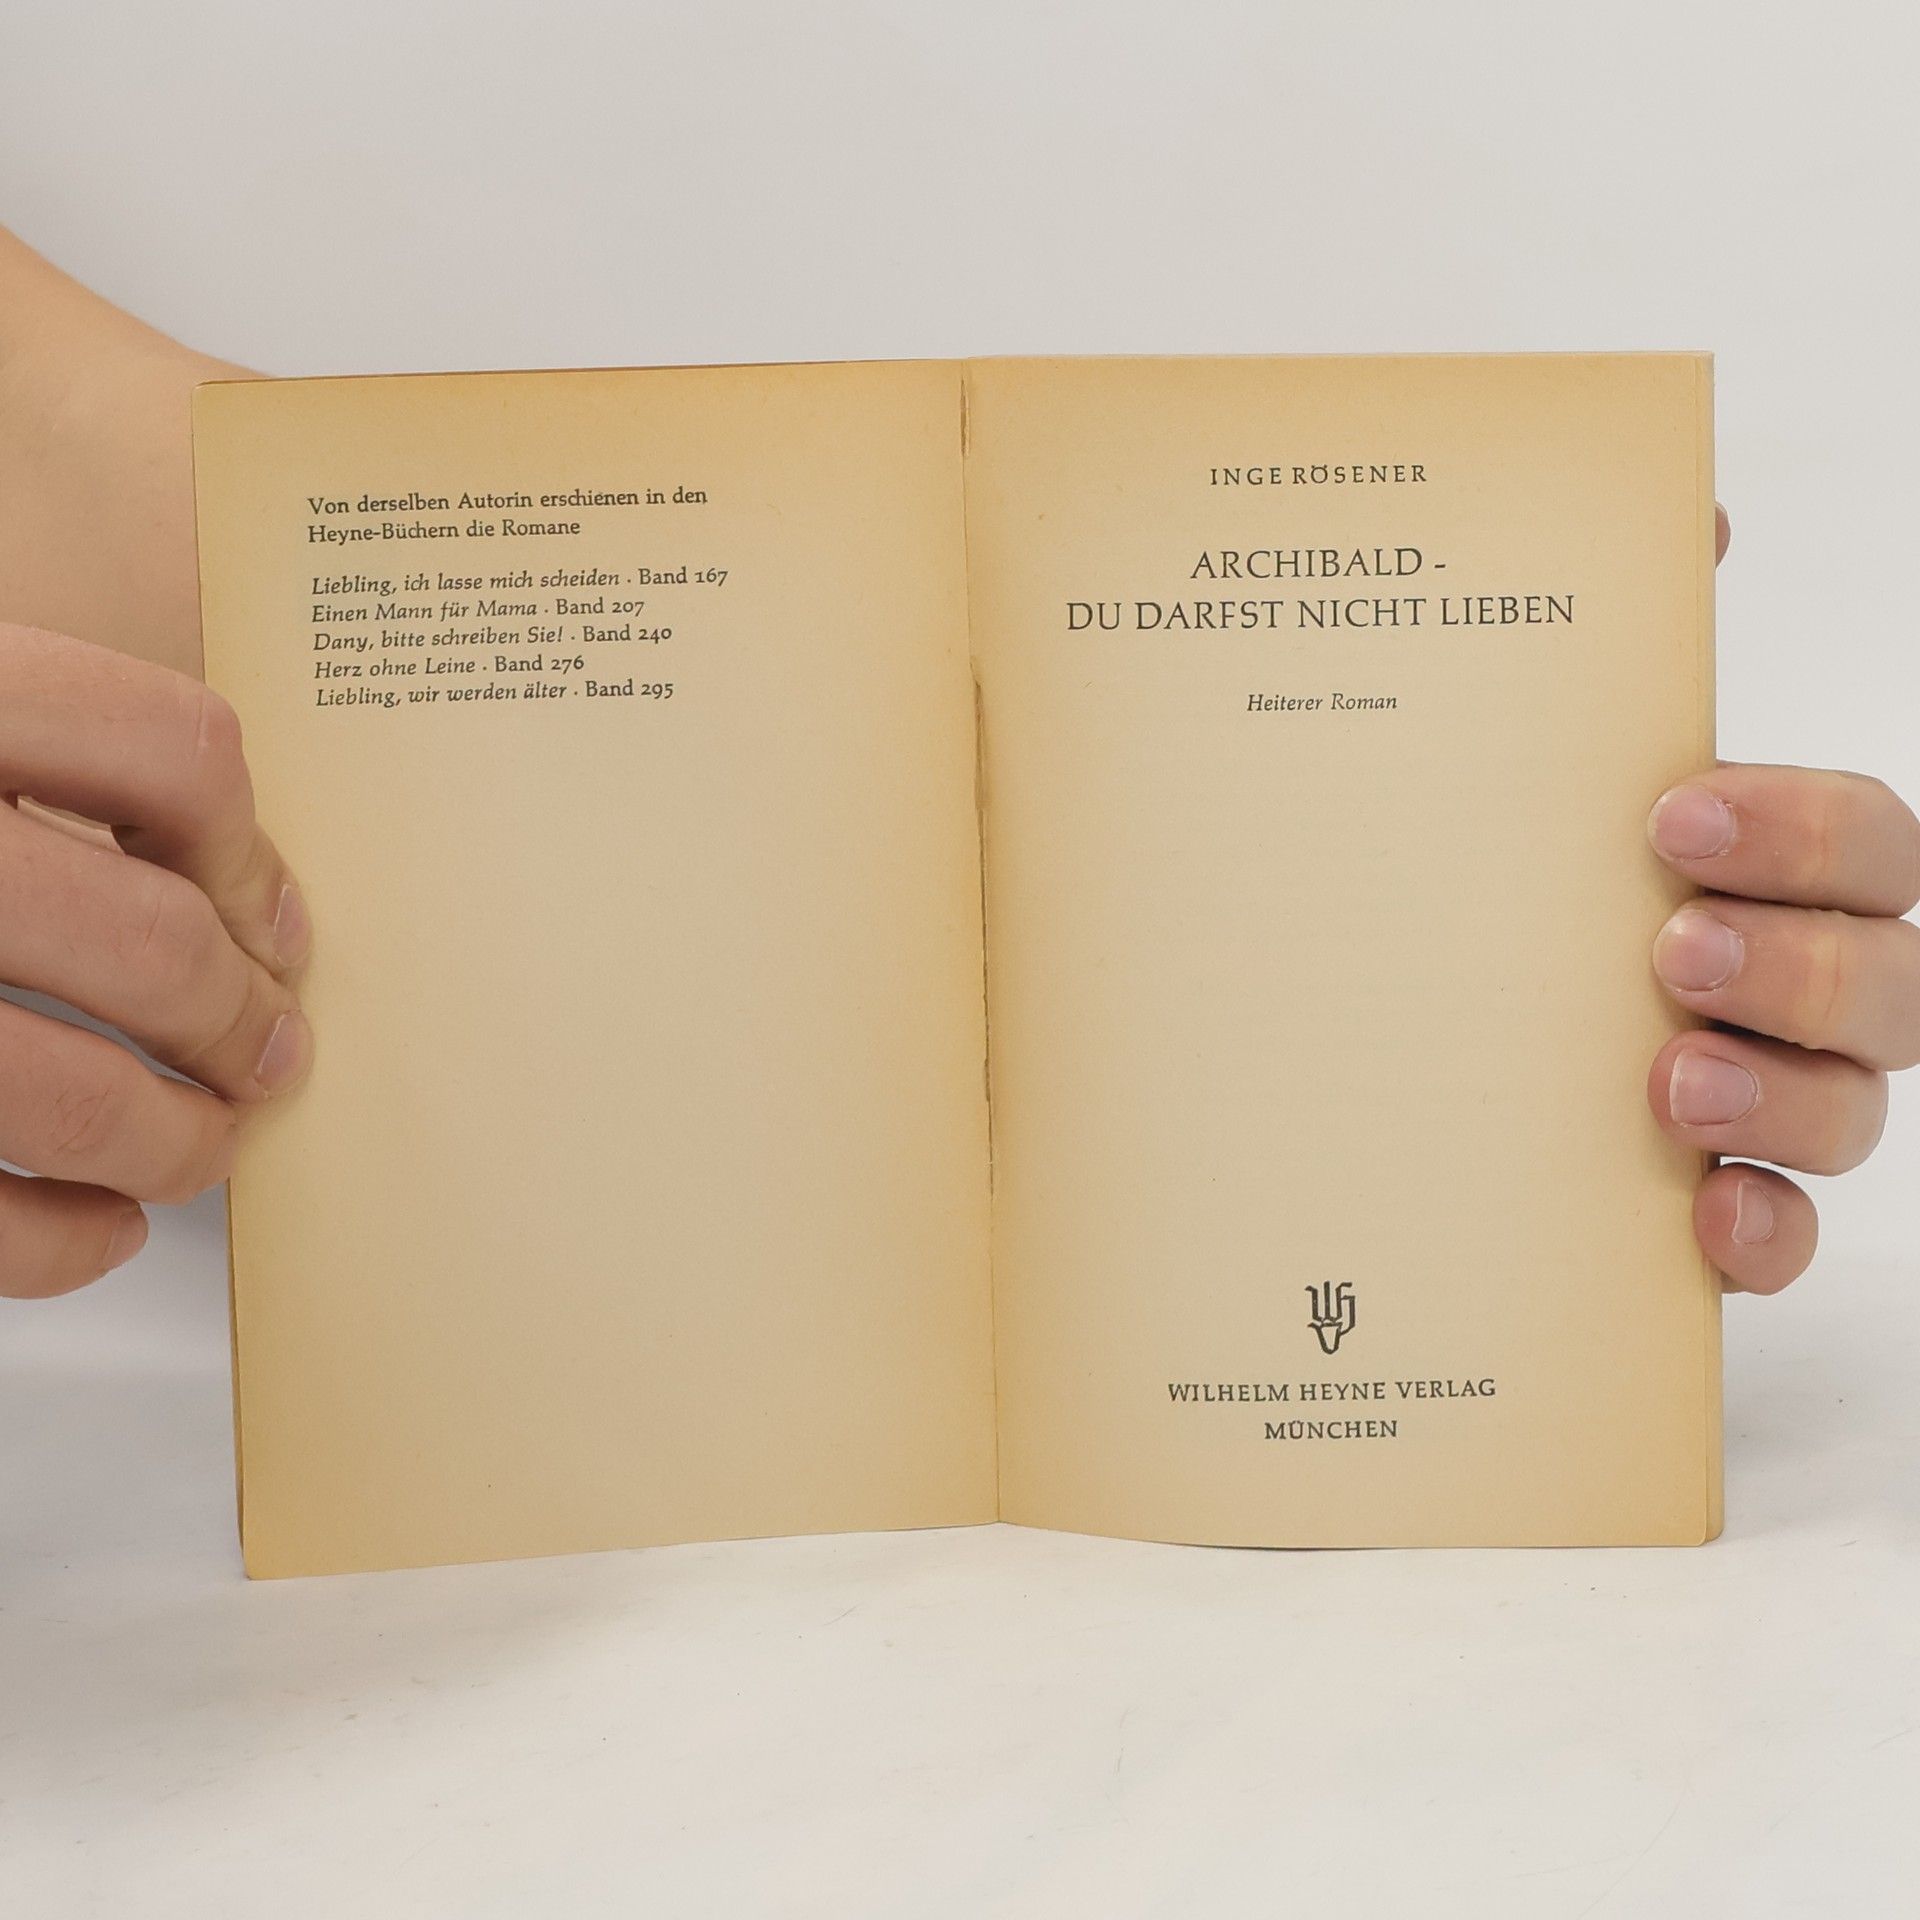 Von derselben Autorin erschienen in den
Heyne-Büchern die Romane
Liebling, ich lasse mich scheiden · Band 167
Einen Mann für Mama · Band 207
Dany, bitte schreiben Sie! · Band 240
Herz ohne Leine · Band 276
Liebling, wir werden älter · Band 295
INGE RÖSENER
ARCHIBALD -
DU DARFST NICHT LIEBEN
Heiterer Roman
WILHELM HEYNE VERLAG
MÜNCHEN